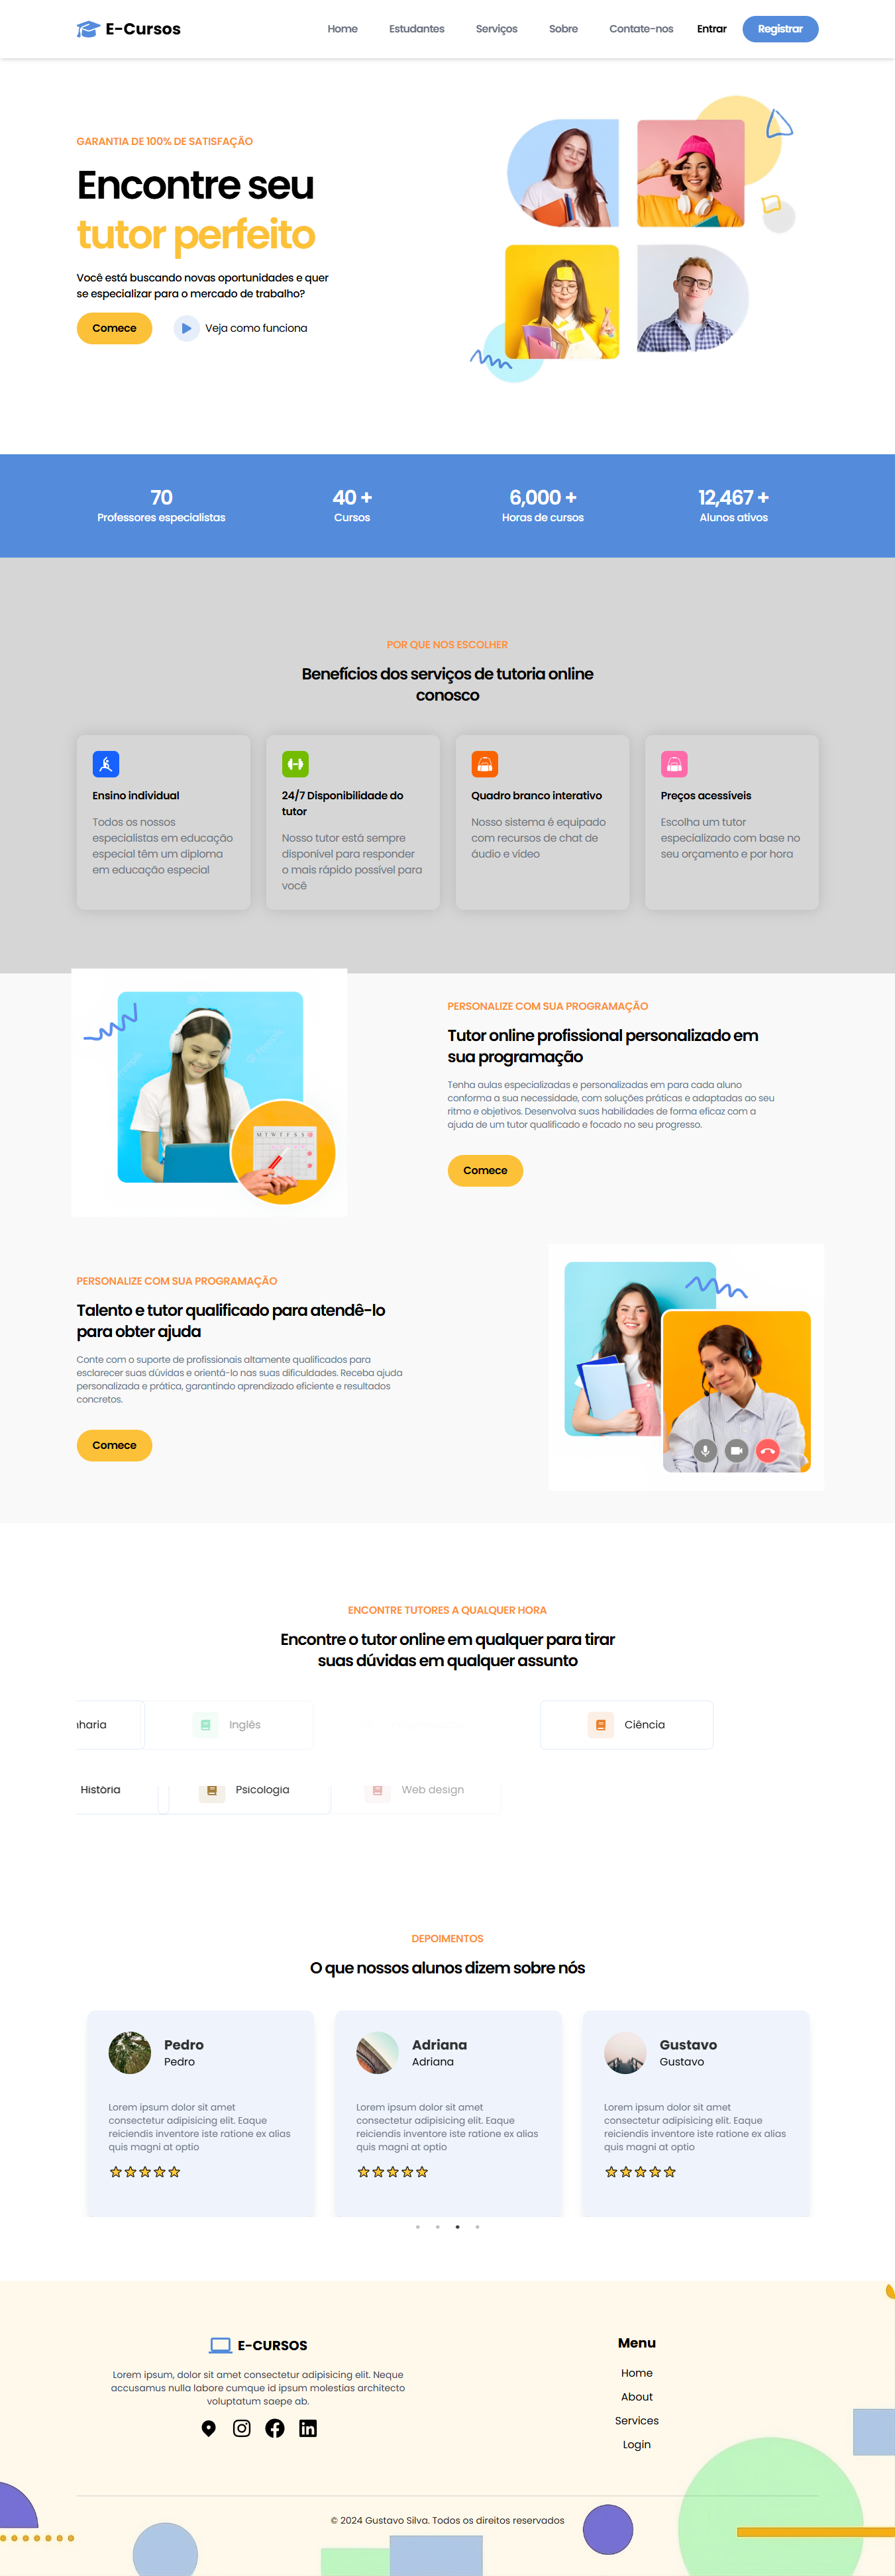 E-Cursos
Home Estudantes Serviços Sobre Contate-nos Entrar Registrar
GARANTIA DE 100% DE SATISFAÇÃO
Encontre seu
tutor perfeito
Você está buscando novas oportunidades e quer
se especializar para o mercado de trabalho?
Comece Veja como funciona
70 40 + 6,000 + 12,467 +
Professores especialistas Cursos Horas de cursos Alunos ativos
POR QUE NOS ESCOLHER
Benefícios dos serviços de tutoria online
conosco
Ensino individual
Todos os nossos
especialistas em educação
especial têm um diploma
em educação especial
24/7 Disponibilidade do
tutor
Nosso tutor está sempre
disponível para responder
o mais rápido possível para
você
Quadro branco interativo
Nosso sistema é equipado
com recursos de chat de
áudio e vídeo
Preços acessíveis
Escolha um tutor
especializado com base no
seu orçamento e por hora
M T W T F S S
PERSONALIZE COM SUA PROGRAMAÇÃO
Tutor online profissional personalizado em
sua programação
Tenha aulas especializadas e personalizadas em para cada aluno
conforme a sua necessidade, com soluções práticas e adaptadas ao seu
ritmo e objetivos. Desenvolva suas habilidades de forma eficaz com a
ajuda de um tutor qualificado e focado no seu progresso.
Comece
PERSONALIZE COM SUA PROGRAMAÇÃO
Talento e tutor qualificado para atendê-lo
para obter ajuda
Conte com o suporte de profissionais altamente qualificados para
esclarecer suas dúvidas e orientá-lo nas suas dificuldades. Receba ajuda
personalizada e prática, garantindo aprendizado eficiente e resultados
concretos.
Comece
ENCONTRE TUTORES A QUALQUER HORA
Encontre o tutor online em qualquer para tirar
suas dúvidas em qualquer assunto
nharia Inglês Ciência
História Psicologia Web design
DEPOIMENTOS
O que nossos alunos dizem sobre nós
Pedro
Pedro
Lorem ipsum dolor sit amet
consectetur adipisicing elit. Eaque
reiciendis inventore iste ratione ex alias
quis magni at optio
Adriana
Adriana
Lorem ipsum dolor sit amet
consectetur adipisicing elit. Eaque
reiciendis inventore iste ratione ex alias
quis magni at optio
Gustavo
Gustavo
Lorem ipsum dolor sit amet
consectetur adipisicing elit. Eaque
reiciendis inventore iste ratione ex alias
quis magni at optio
E-CURSOS
Lorem ipsum, dolor sit amet consectetur adipisicing elit. Neque
accusamus nulla labore cumque id ipsum molestias architecto
voluptatum saepe ab.
Menu
Home
About
Services
Login
© 2024 Gustavo Silva. Todos os direitos reservados